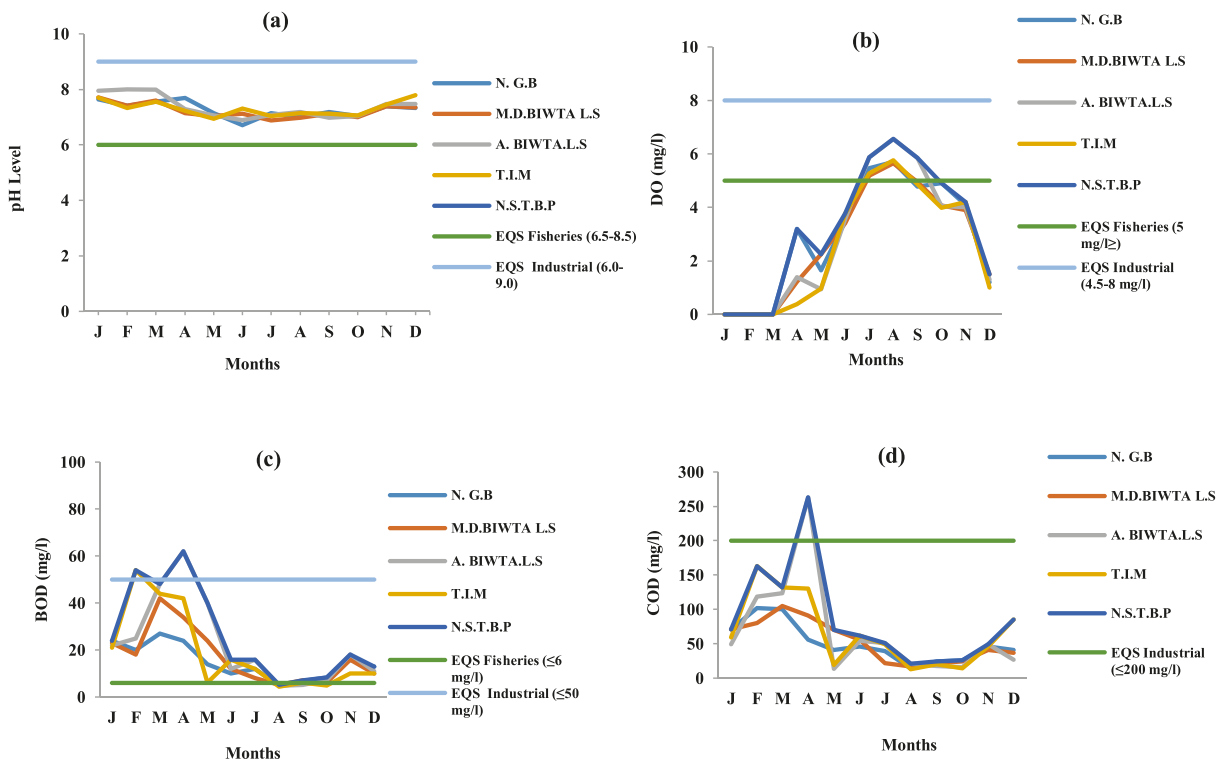 (a)
10
8
6
4
2
0
pH Level
J F M A M J J A S O N D
Months
N. G.B
M.D.BIWTA L.S
A. BIWTA.L.S
T.I.M
N.S.T.B.P
EQS Fisheries (6.5-8.5)
EQS Industrial (6.0-
9.0)
(b)
10
8
6
4
2
0
DO (mg/l)
J F M A M J J A S O N D
Months
N. G.B
M.D.BIWTA L.S
A. BIWTA.L.S
T.I.M
N.S.T.B.P
EQS Fisheries (5
mg/l≥)
EQS Industrial
(4.5-8 mg/l)
(c)
100
80
60
40
20
0
BOD (mg/l)
J F M A M J J A S O N D
Months
N. G.B
M.D.BIWTA L.S
A. BIWTA.L.S
T.I.M
N.S.T.B.P
EQS Fisheries (≤6
mg/l)
EQS Industrial (≤50
mg/l)
(d)
300
250
200
150
100
50
0
COD (mg/l)
J F M A M J J A S O N D
Months
N. G.B
M.D.BIWTA L.S
A. BIWTA.L.S
T.I.M
N.S.T.B.P
EQS Industrial
(≤200 mg/l)